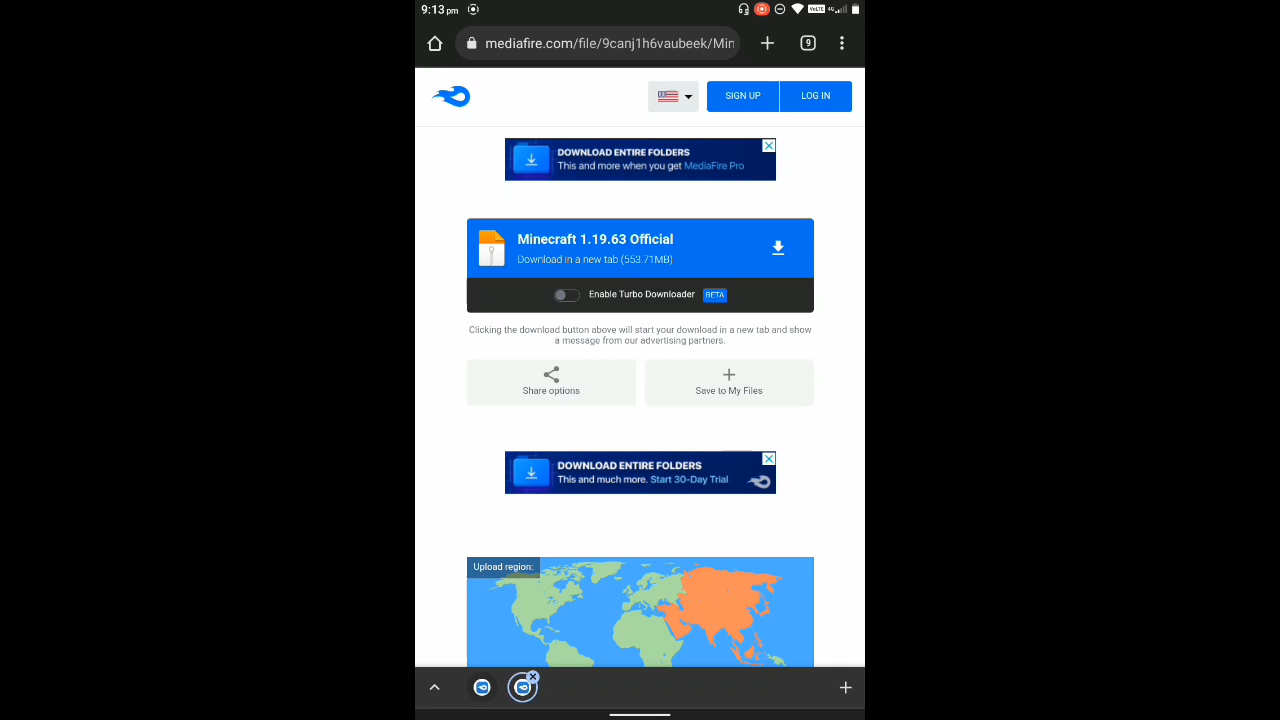 9:13 pm
VoLTE 4G
mediafire.com/file/9canj1h6vaubeek/Min
9
SIGN UP
LOG IN
DOWNLOAD ENTIRE FOLDERS
This and more when you get MediaFire Pro
Minecraft 1.19.63 Official
Download in a new tab (553.71MB)
Enable Turbo Downloader BETA
Clicking the download button above will start your download in a new tab and show
a message from our advertising partners.
Share options
Save to My Files
DOWNLOAD ENTIRE FOLDERS
This and much more. Start 30-Day Trial
Upload region: